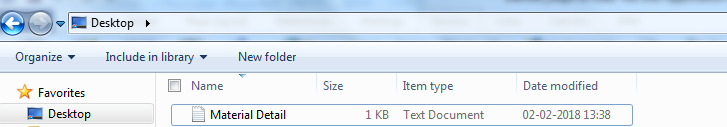 Desktop
Organize Include in library New folder
Favorites Name Size Item type Date modified
Desktop Material Detail 1 KB Text Document 02-02-2018 13:38